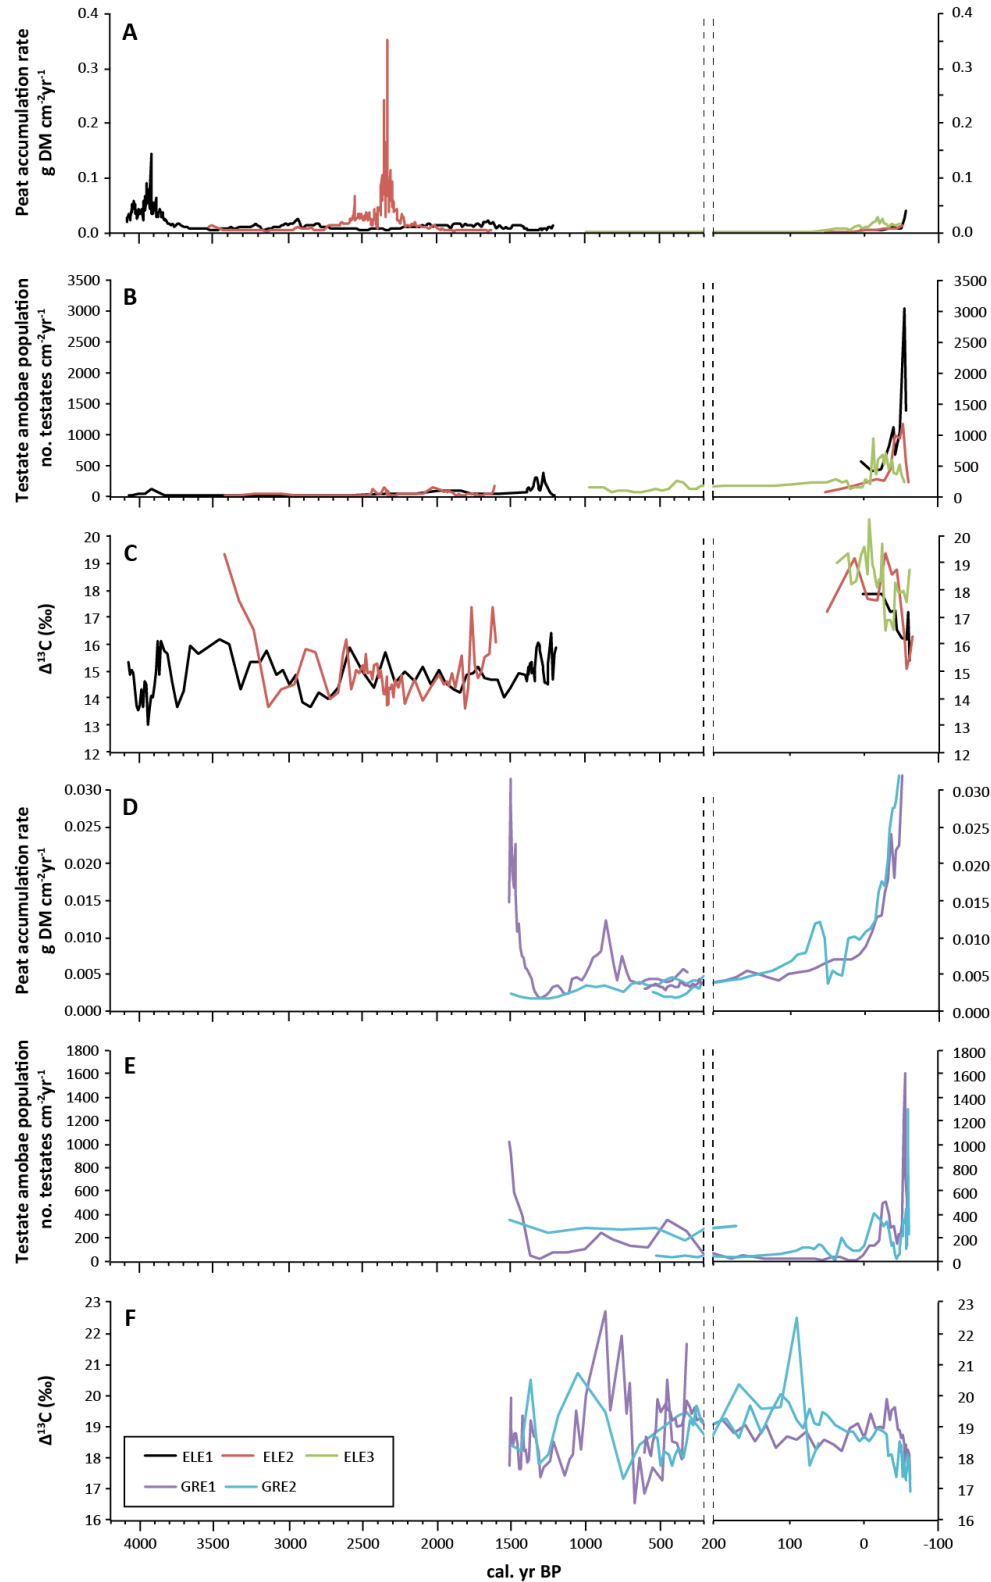 A
Peat accumulation rate
g DM cm⁻²yr⁻¹
0.4 0.4
0.3 0.3
0.2 0.2
0.1 0.1
0.0 0.0
B
Testate amobae population
no. testates cm⁻²yr⁻¹
3500 3500
3000 3000
2500 2500
2000 2000
1500 1500
1000 1000
500 500
0 0
C
Δ¹³C (‰)
20 20
19 19
18 18
17 17
16 16
15 15
14 14
13 13
12 12
D
Peat accumulation rate
g DM cm⁻²yr⁻¹
0.030 0.030
0.025 0.025
0.020 0.020
0.015 0.015
0.010 0.010
0.005 0.005
0.000 0.000
E
Testate amobae population
no. testates cm⁻²yr⁻¹
1800 1800
1600 1600
1400 1400
1200 1200
1000 1000
800 800
600 600
400 400
200 200
0 0
F
Δ¹³C (‰)
23 23
22 22
21 21
20 20
19 19
18 18
17 17
16 16
ELE1 ELE2 ELE3
GRE1 GRE2
4000 3500 3000 2500 2000 1500 1000 500 200 100 0 -100
cal. yr BP